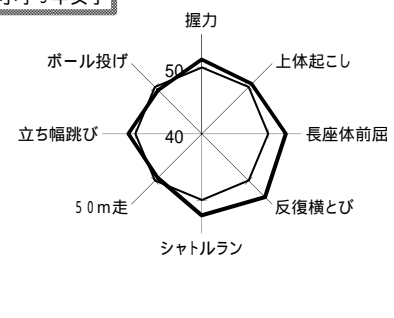 握力
ボール投げ
50
上体起こし
立ち幅跳び
40
長座体前屈
50m走
反復横とび
シャトルラン